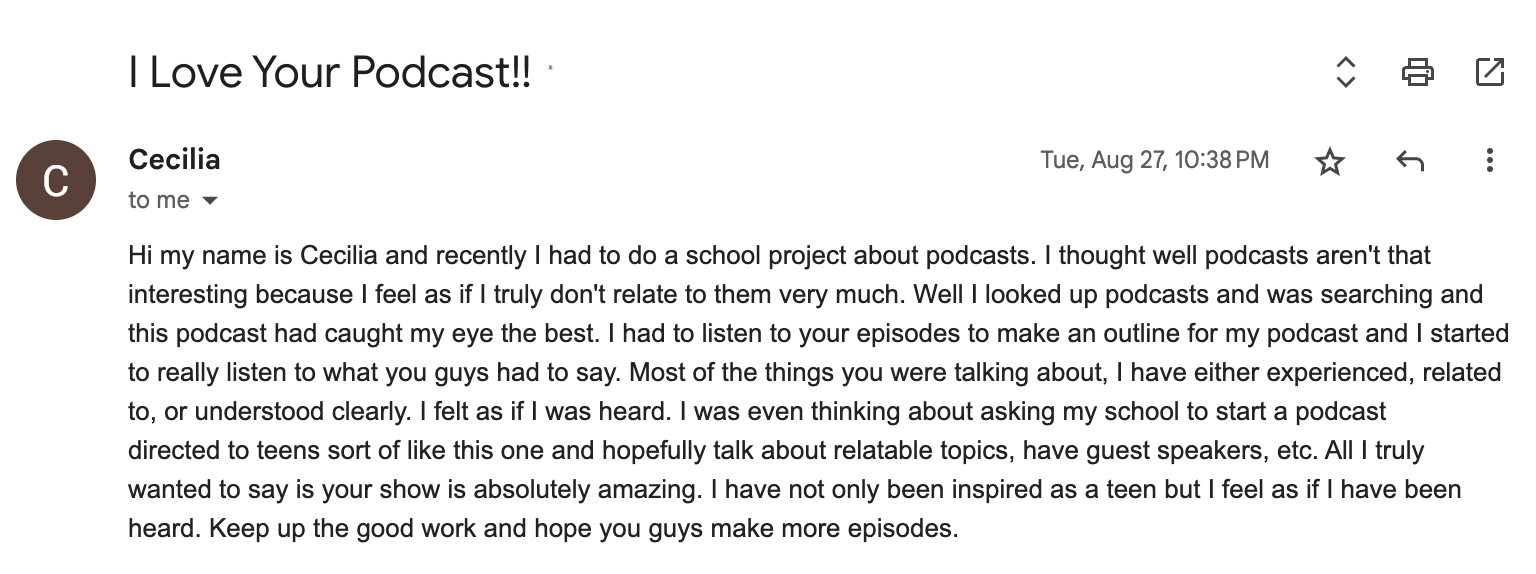 I Love Your Podcast!!
C
Cecilia
Tue, Aug 27, 10:38 PM
to me
Hi my name is Cecilia and recently I had to do a school project about podcasts. I thought well podcasts aren't that
interesting because I feel as if I truly don't relate to them very much. Well I looked up podcasts and was searching and
this podcast had caught my eye the best. I had to listen to your episodes to make an outline for my podcast and I started
to really listen to what you guys had to say. Most of the things you were talking about, I have either experienced, related
to, or understood clearly. I felt as if I was heard. I was even thinking about asking my school to start a podcast
directed to teens sort of like this one and hopefully talk about relatable topics, have guest speakers, etc. All I truly
wanted to say is your show is absolutely amazing. I have not only been inspired as a teen but I feel as if I have been
heard. Keep up the good work and hope you guys make more episodes.